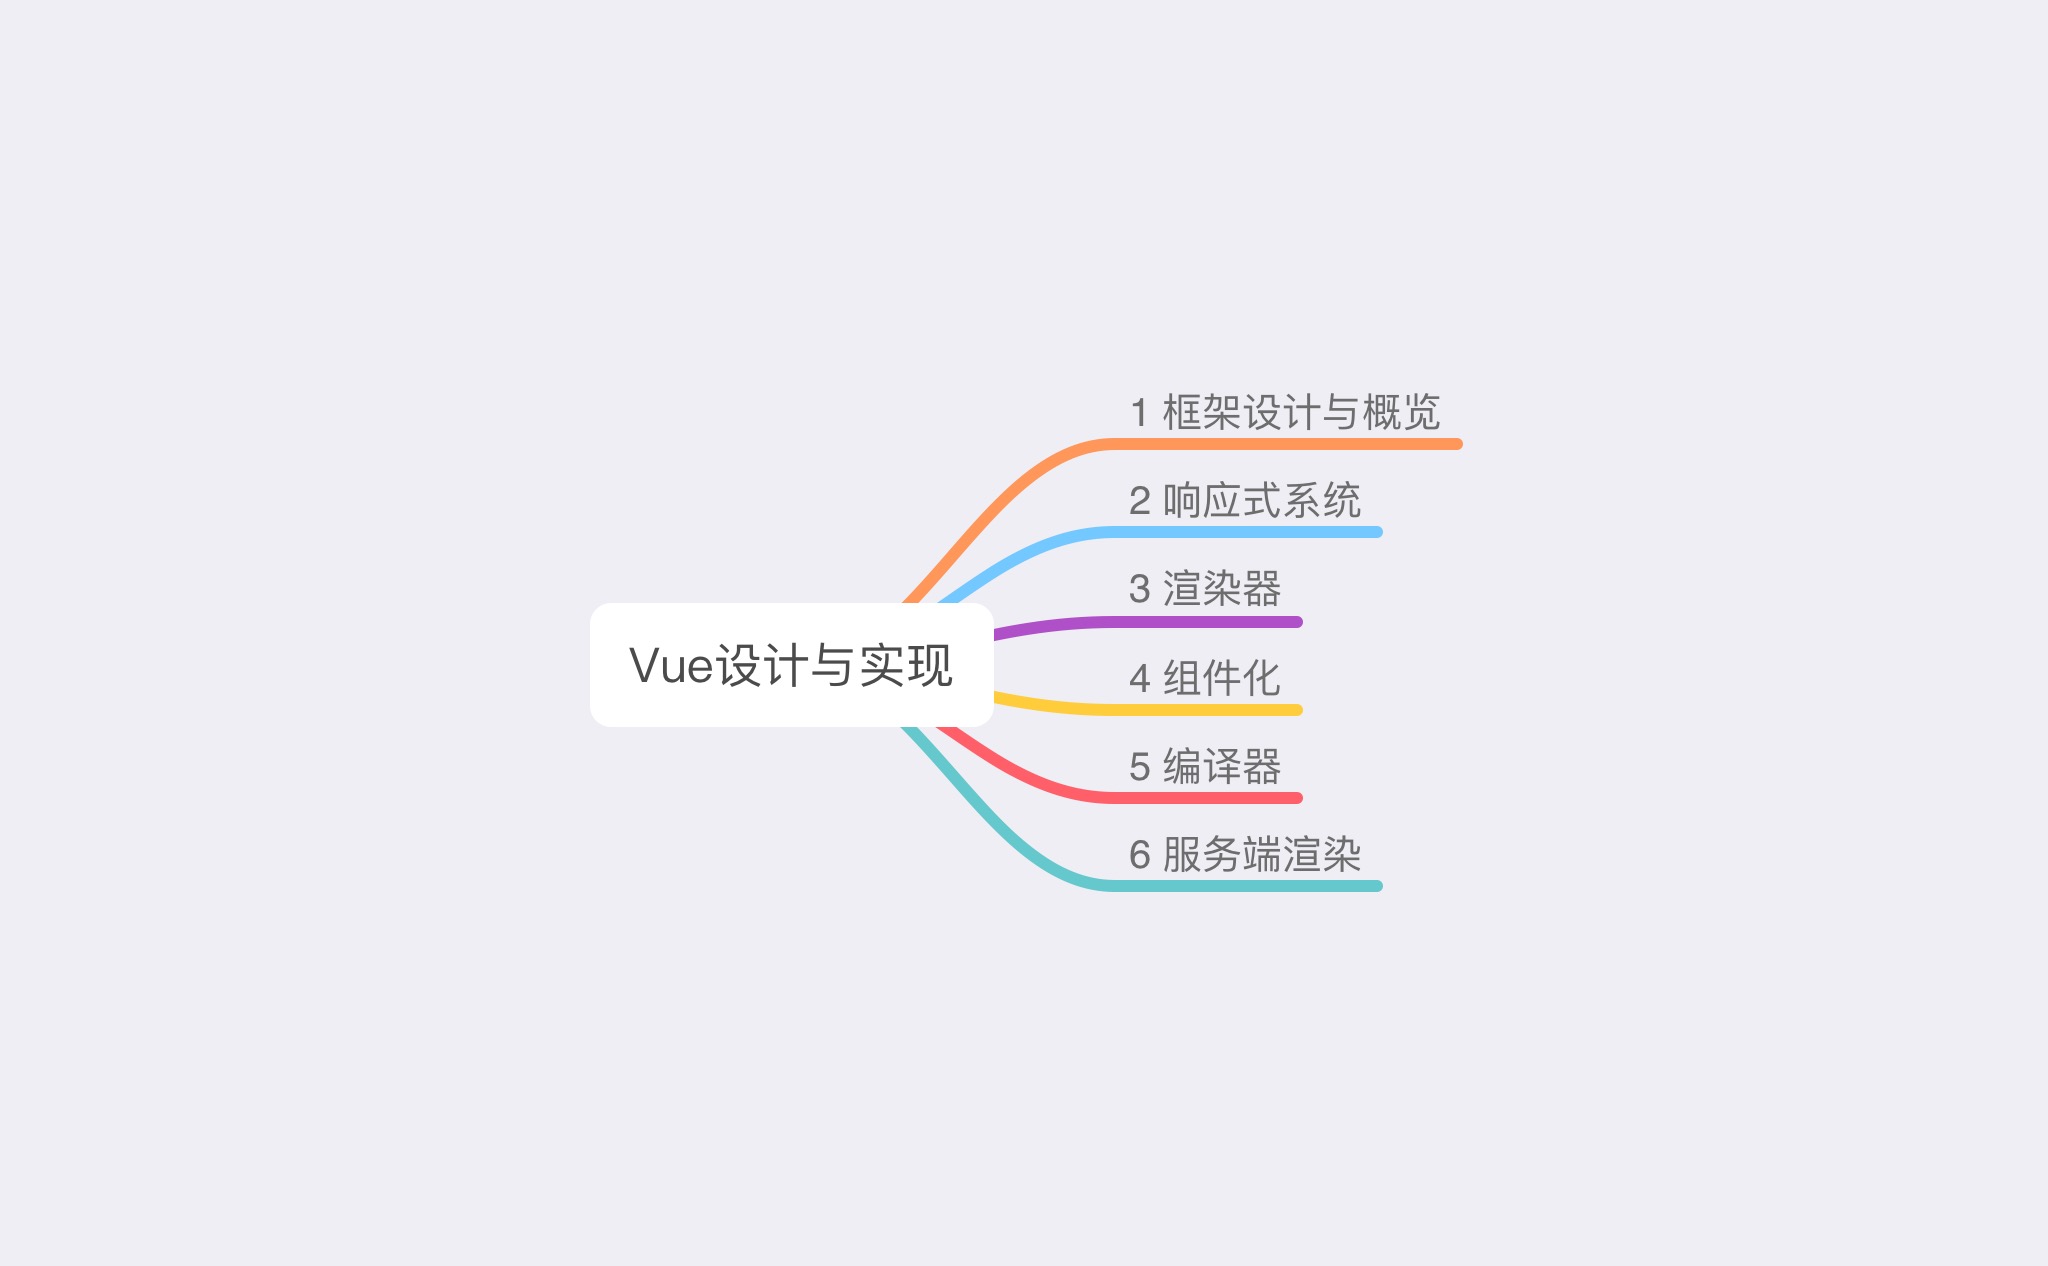 Vue设计与实现
1 框架设计与概览
2 响应式系统
3 渲染器
4 组件化
5 编译器
6 服务端渲染